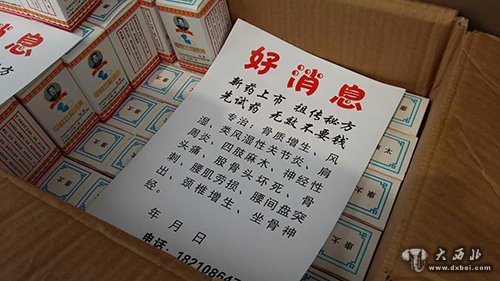 好消息
新药上市 祖传秘方
先试药 无效不要钱
专治：骨质增生、风
湿、类风湿性关节炎、肩
周炎、四肢麻木、神经性
头痛、股骨头坏死、骨
刺、腰肌劳损、腰间盘突
出、颈椎增生、坐骨神
经、
年 月 日
电话：182108647
康太
大西北
www.dxbei.com